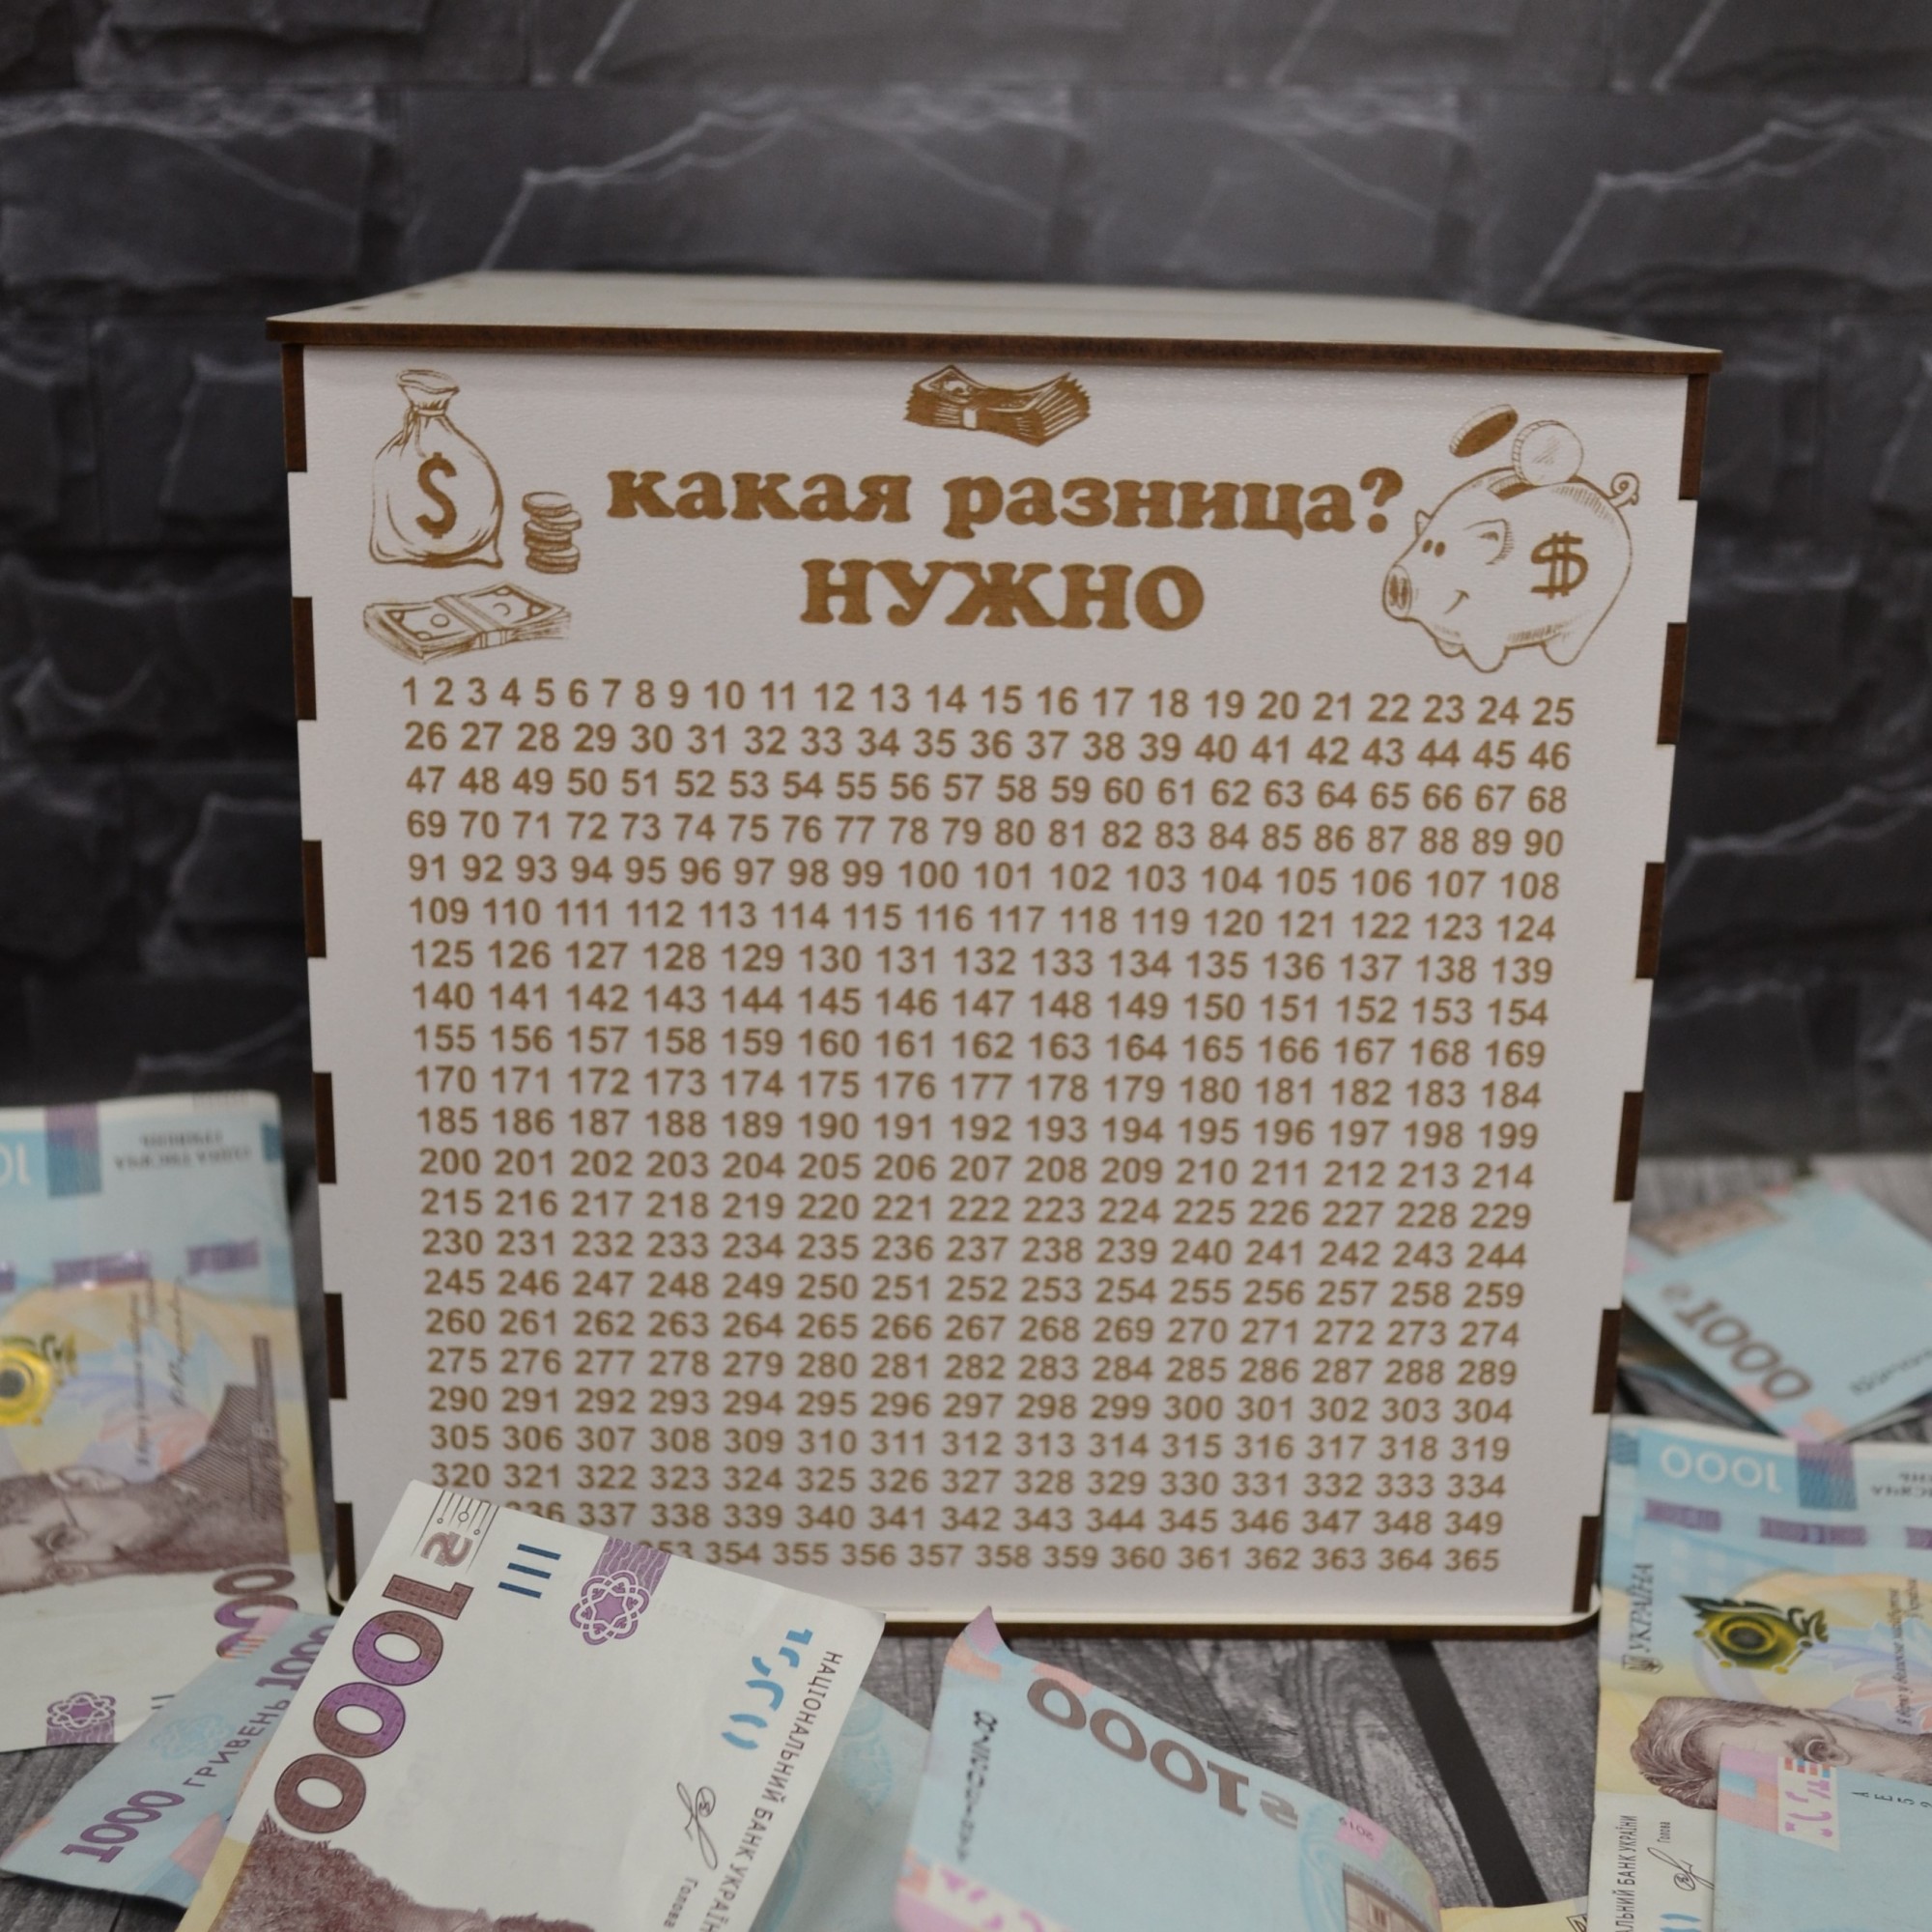 какая разница?
НУЖНО
$
$
1 2 3 4 5 6 7 8 9 10 11 12 13 14 15 16 17 18 19 20 21 22 23 24 25
26 27 28 29 30 31 32 33 34 35 36 37 38 39 40 41 42 43 44 45 46
47 48 49 50 51 52 53 54 55 56 57 58 59 60 61 62 63 64 65 66 67 68
69 70 71 72 73 74 75 76 77 78 79 80 81 82 83 84 85 86 87 88 89 90
91 92 93 94 95 96 97 98 99 100 101 102 103 104 105 106 107 108
109 110 111 112 113 114 115 116 117 118 119 120 121 122 123 124
125 126 127 128 129 130 131 132 133 134 135 136 137 138 139
140 141 142 143 144 145 146 147 148 149 150 151 152 153 154
155 156 157 158 159 160 161 162 163 164 165 166 167 168 169
170 171 172 173 174 175 176 177 178 179 180 181 182 183 184
185 186 187 188 189 190 191 192 193 194 195 196 197 198 199
200 201 202 203 204 205 206 207 208 209 210 211 212 213 214
215 216 217 218 219 220 221 222 223 224 225 226 227 228 229
230 231 232 233 234 235 236 237 238 239 240 241 242 243 244
245 246 247 248 249 250 251 252 253 254 255 256 257 258 259
260 261 262 263 264 265 266 267 268 269 270 271 272 273 274
275 276 277 278 279 280 281 282 283 284 285 286 287 288 289
290 291 292 293 294 295 296 297 298 299 300 301 302 303 304
305 306 307 308 309 310 311 312 313 314 315 316 317 318 319
320 321 322 323 324 325 326 327 328 329 330 331 332 333 334
336 337 338 339 340 341 342 343 344 345 346 347 348 349
353 354 355 356 357 358 359 360 361 362 363 364 365
ОДНА ТИСЯЧА
ГРИВЕНЬ
1000 ГРИВЕНЬ 1000
1000
НАЦІОНАЛЬНИЙ БАНК УКРАЇН
Голова
1000
2019
1000
1000
УКРАЇНА
ЛЬНИЙ БАНК УКРАЇНИ
Голова